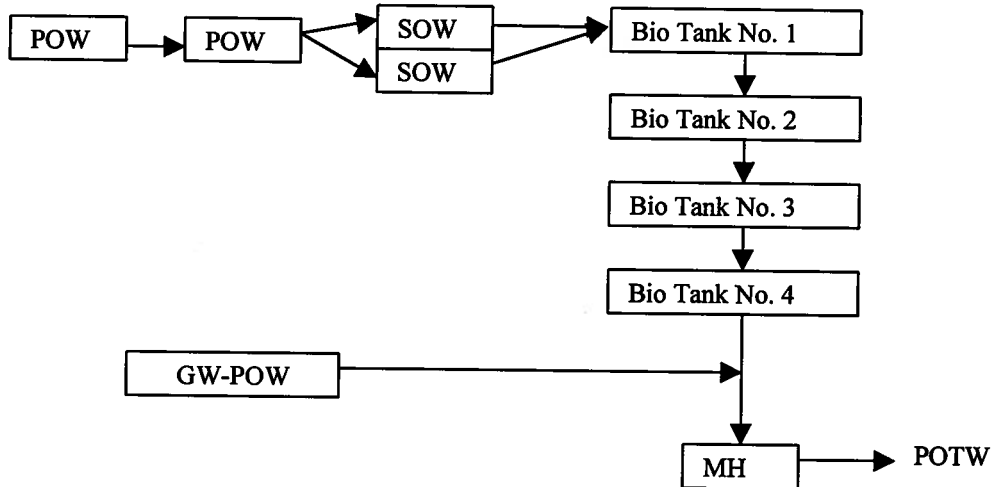 POW
POW
SOW
SOW
Bio Tank No. 1
Bio Tank No. 2
Bio Tank No. 3
Bio Tank No. 4
GW-POW
MH
POTW